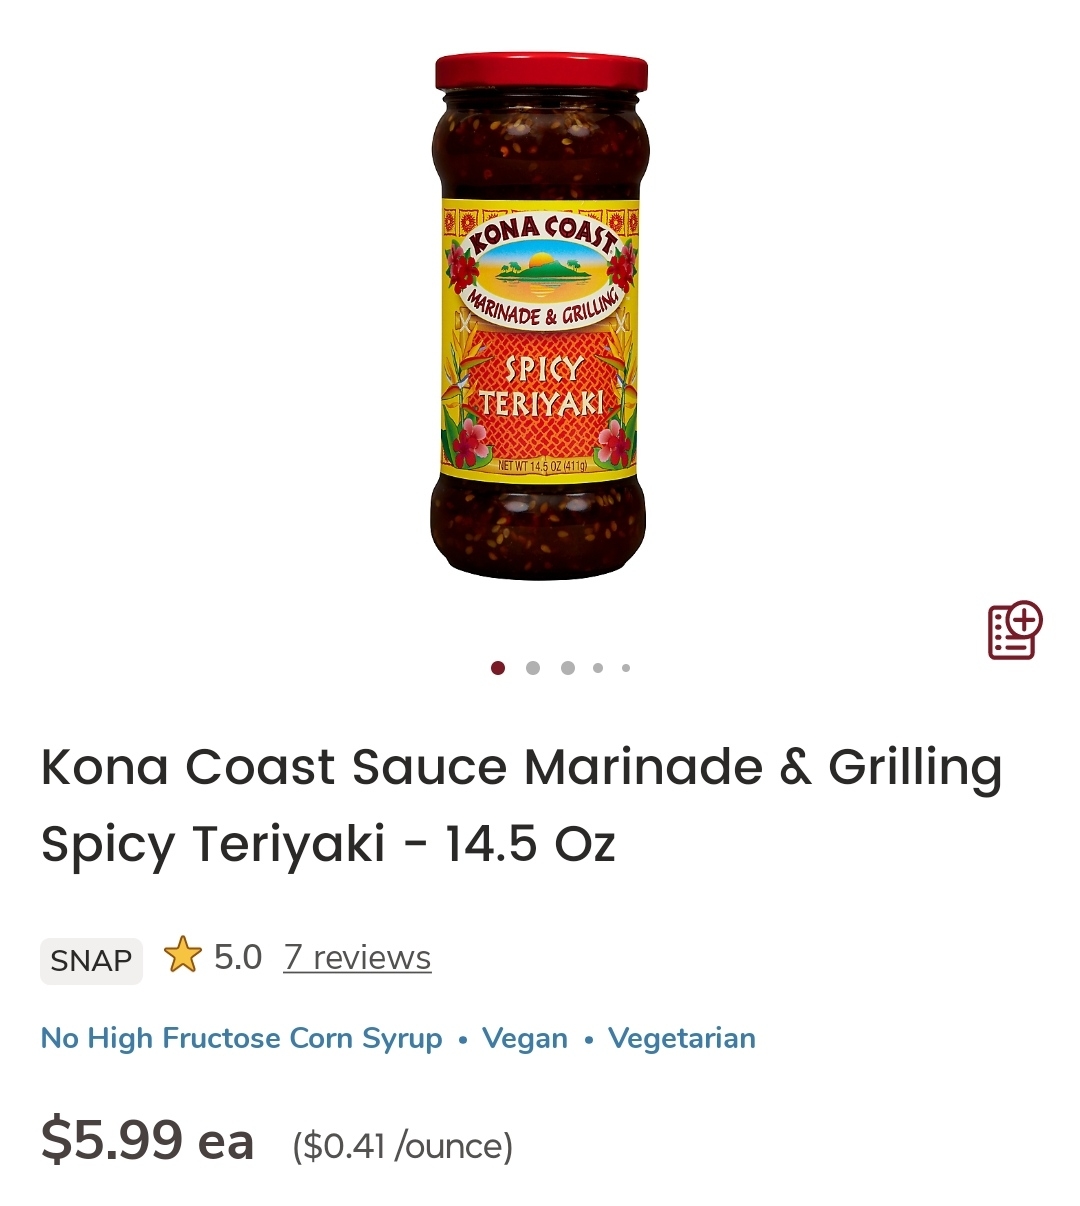 KONA COAST
MARINADE & GRILLING
SPICY
TERIYAKI
NET WT 14.5 OZ (411g)
Kona Coast Sauce Marinade & Grilling
Spicy Teriyaki - 14.5 Oz
SNAP 5.0 7 reviews
No High Fructose Corn Syrup • Vegan • Vegetarian
$5.99 ea ($0.41 /ounce)